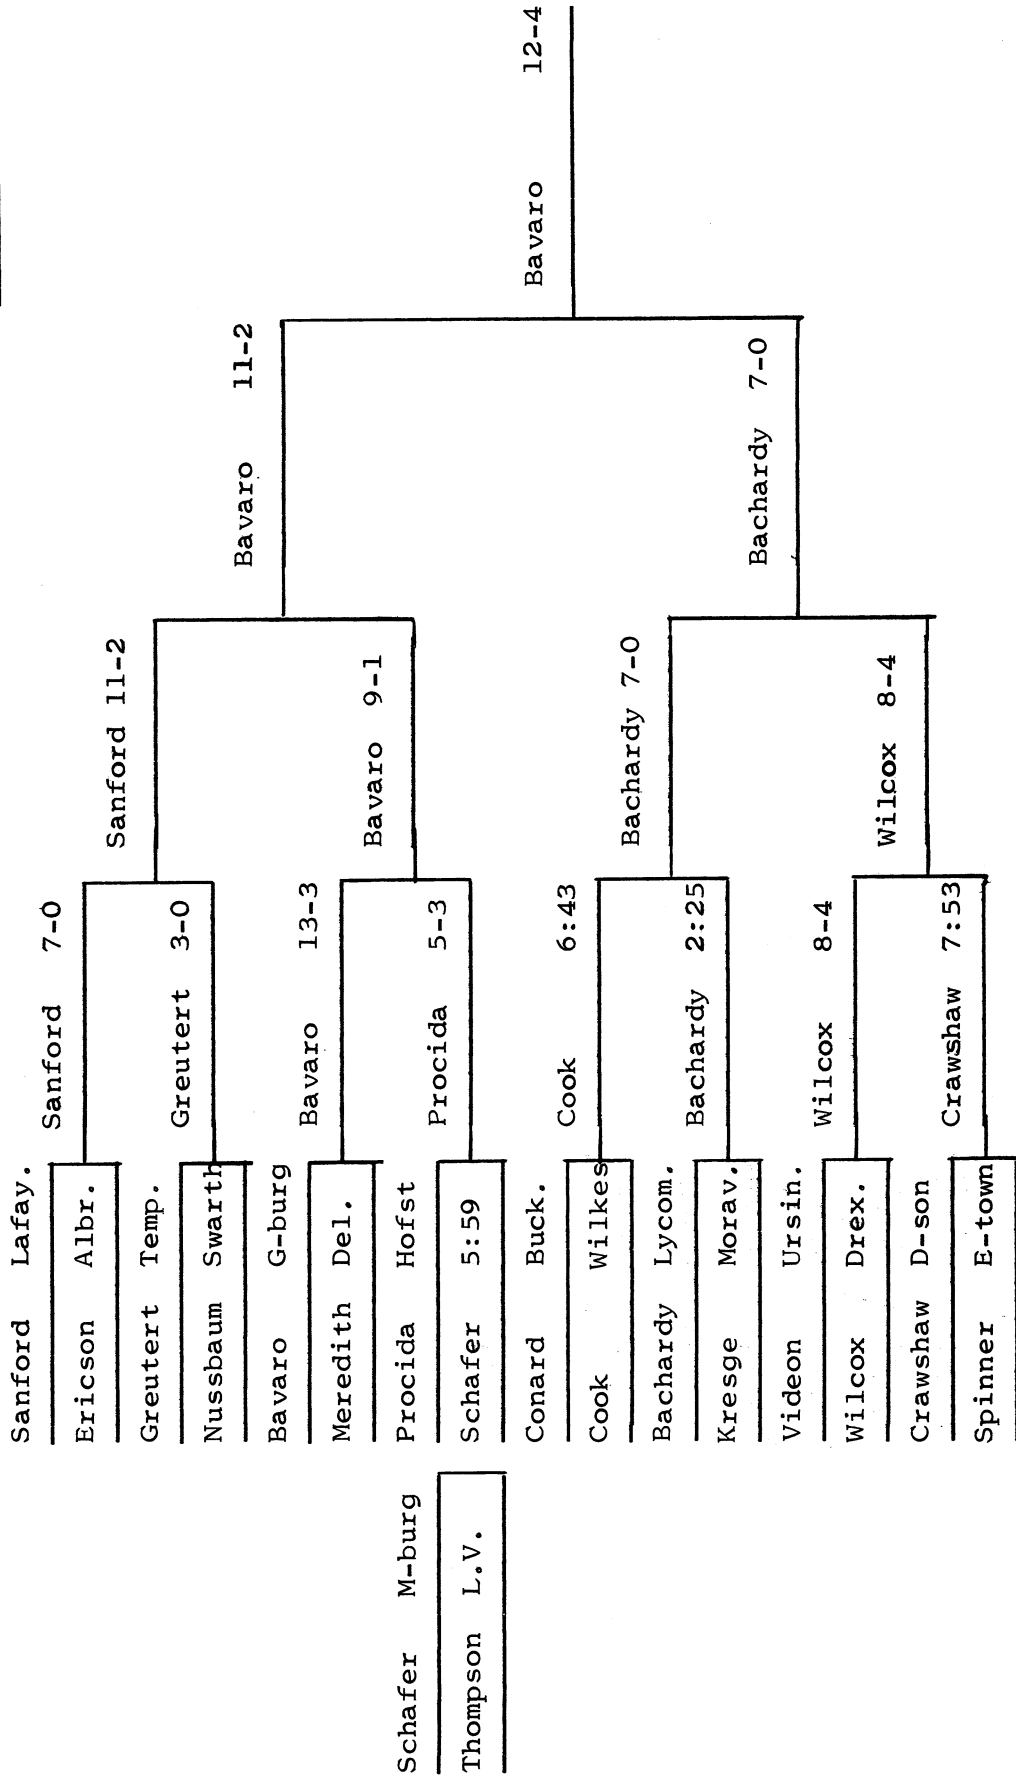 Schafer M-burg
Thompson L.V.
Sanford Lafay.
Ericson Albr.
Greutert Temp.
Nussbaum Swarth
Bavaro G-burg
Meredith Del.
Procida Hofst
Schafer 5:59
Conard Buck.
Cook Wilkes
Bachardy Lycom.
Kresge Morav.
Videon Ursin.
Wilcox Drex.
Crawshaw D-son
Spinner E-town
Sanford 7-0
Greutert 3-0
Bavaro 13-3
Procida 5-3
Cook 6:43
Bachardy 2:25
Wilcox 8-4
Crawshaw 7:53
Sanford 11-2
Bavaro 9-1
Bachardy 7-0
Wilcox 8-4
Bavaro 11-2
Bachardy 7-0
Bavaro 12-4